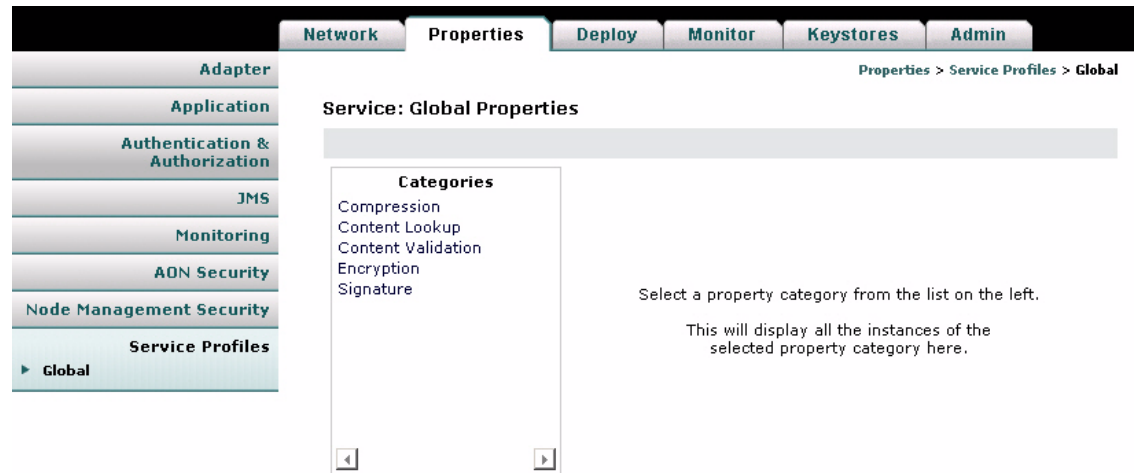 Network Properties Deploy Monitor Keystores Admin
Properties > Service Profiles > Global
Adapter
Application
Authentication &
Authorization
JMS
Monitoring
AON Security
Node Management Security
Service Profiles
Global
Service: Global Properties
Categories
Compression
Content Lookup
Content Validation
Encryption
Signature
Select a property category from the list on the left.
This will display all the instances of the
selected property category here.